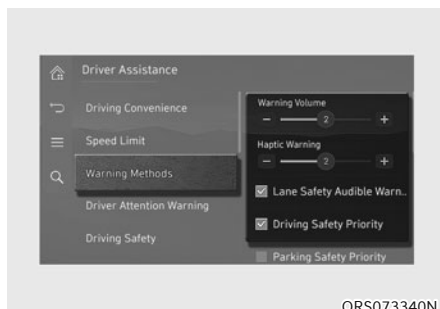 Driver Assistance
Driving Convenience
Speed Limit
Warning Methods
Driver Attention Warning
Driving Safety
Warning Volume
- 2 +
Haptic Warning
- 2 +
Lane Safety Audible Warn..
Driving Safety Priority
Parking Safety Priority
QRS073340N